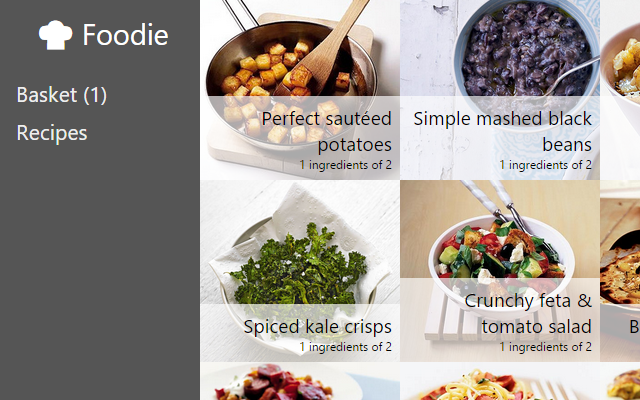 Foodie
Basket (1)
Recipes
Perfect sautéed
potatoes
1 ingredients of 2
Simple mashed black
beans
1 ingredients of 2
Spiced kale crisps
1 ingredients of 2
Crunchy feta &
tomato salad
1 ingredients of 2
B